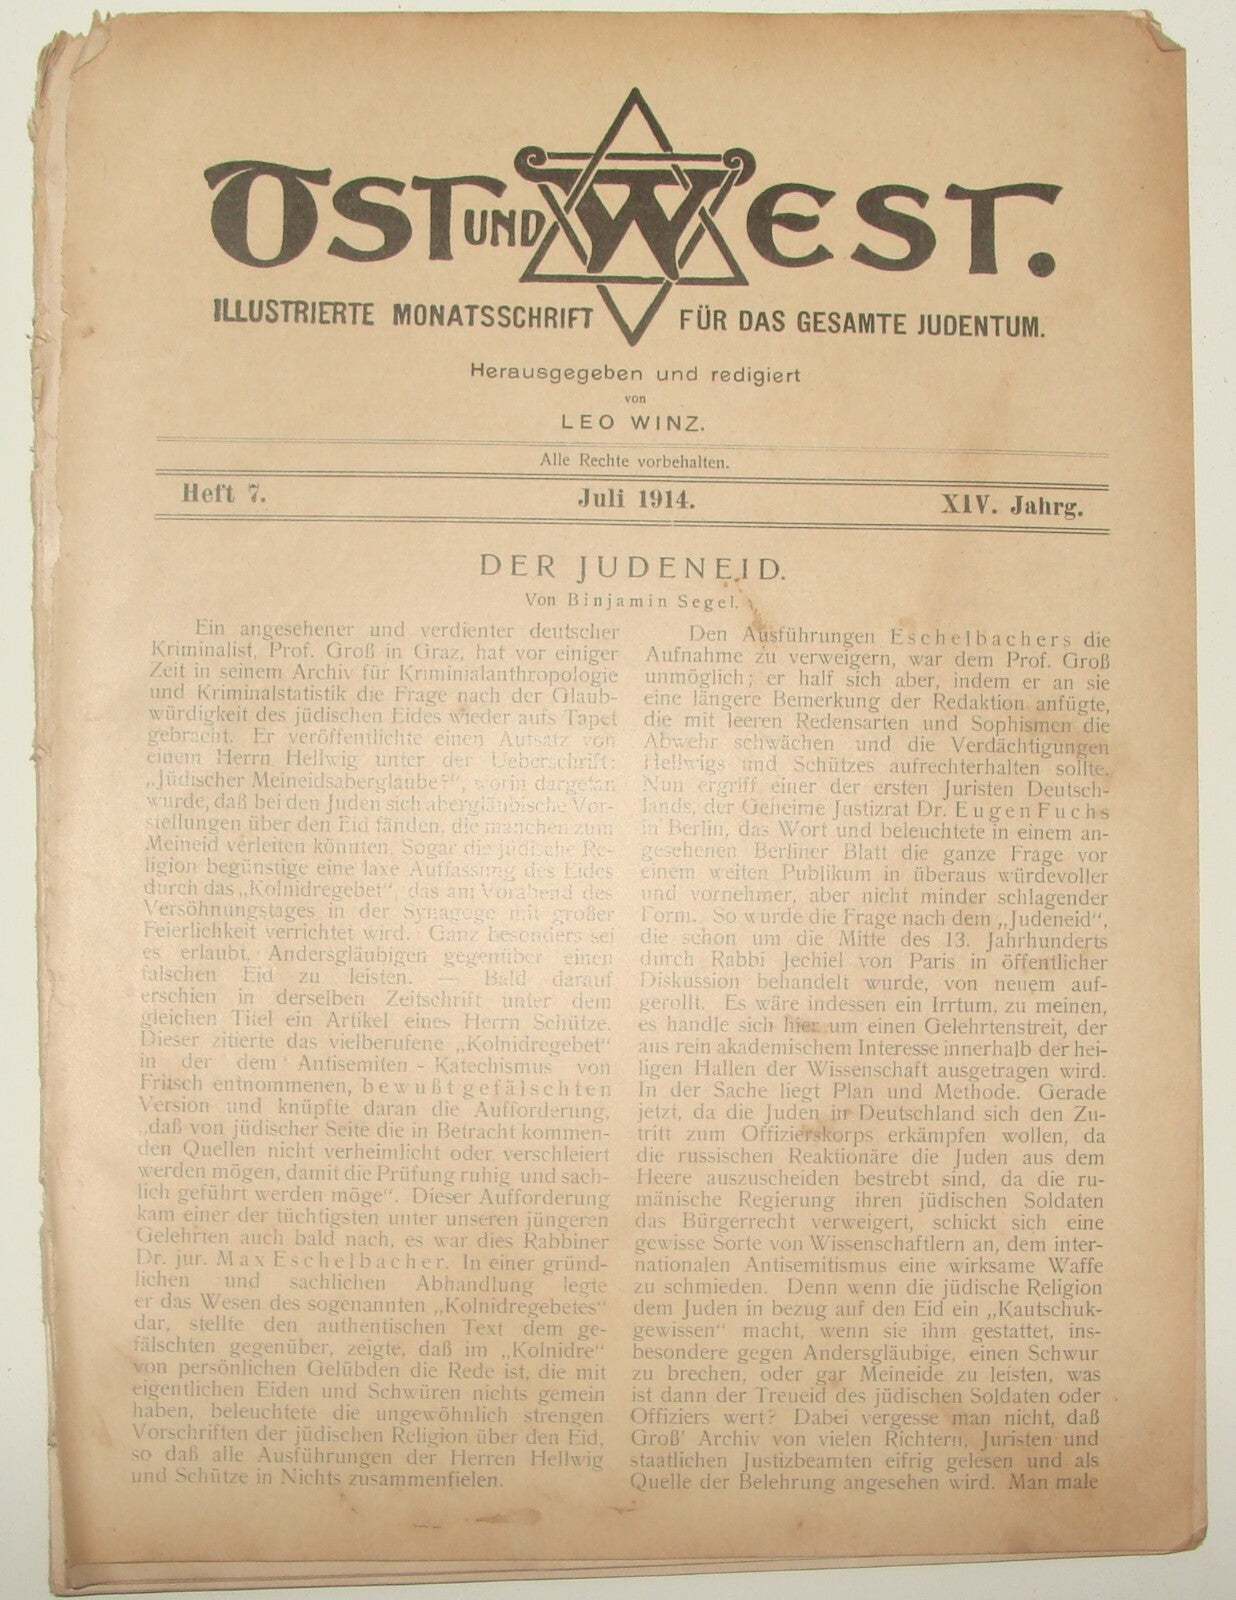 OST UND WEST.
ILLUSTRIERTE MONATSSCHRIFT FÜR DAS GESAMTE JUDENTUM.
Herausgegeben und redigiert
von
LEO WINZ.
Alle Rechte vorbehalten.
Heft 7. Juli 1914. XIV. Jahrg.
DER JUDENEID.
Von Binjamin Segel.
Ein angesehener und verdienter deutscher
Kriminalist, Prof. Groß in Graz, hat vor einiger
Zeit in seinem Archiv für Kriminialanthropologie
und Kriminalstatistik die Frage nach der Glaub-
würdigkeit des jüdischen Eides wieder aufs Tapet
gebracht. Er veröffentlichte einen Aufsatz von
einem Herrn Hellwig unter der Ueberschrift:
„Jüdischer Meineidsaberglaube?“, worin dargetan
wurde, daß bei den Juden sich abergläubische Vor-
stellungen über den Eid fänden, die manchen zum
Meineid verleiten könnten. Sogar die jüdische Re-
ligion begünstige eine laxe Auffassung des Eides
durch das „Kolnidregebet“, das am Vorabend des
Versöhnungstages in der Synagoge mit großer
Feierlichkeit verrichtet wird. Ganz besonders sei
es erlaubt, Andersgläubigen gegenüber einen
falschen Eid zu leisten. — Bald darauf
erschien in derselben Zeitschrift unter dem
gleichen Titel ein Artikel eines Herrn Schütze.
Dieser zitierte das vielberufene „Kolnidregebet“
in der dem Antisemiten-Katechismus von
Fritsch entnommenen, bewußt gefälschten
Version und knüpfte daran die Aufforderung,
„daß von jüdischer Seite die in Betracht kommen-
den Quellen nicht verheimlicht oder verschleiert
werden mögen, damit die Prüfung ruhig und sach-
lich geführt werden möge“. Dieser Aufforderung
kam einer der tüchtigsten unter unseren jüngeren
Gelehrten auch bald nach, es war dies Rabbiner
Dr. jur. Max Eschelbacher. In einer gründ-
lichen und sachlichen Abhandlung legte
er das Wesen des sogenannten „Kolnidregebetes“
dar, stellte den authentischen Text dem ge-
fälschten gegenüber, zeigte, daß im „Kolnidre“
von persönlichen Gelübden die Rede ist, die mit
eigentlichen Eiden und Schwüren nichts gemein
haben, beleuchtete die ungewöhnlich strengen
Vorschriften der jüdischen Religion über den Eid,
so daß alle Ausführungen der Herren Hellwig
und Schütze in Nichts zusammenfielen.
Den Ausführungen Eschelbachers die
Aufnahme zu verweigern, war dem Prof. Groß
unmöglich; er half sich aber, indem er an sie
eine längere Bemerkung der Redaktion anfügte,
die mit leeren Redensarten und Sophismen die
Abwehr schwächen und die Verdächtigungen
Hellwigs und Schützes aufrechterhalten sollte.
Nun ergriff einer der ersten Juristen Deutsch-
lands, der Geheime Justizrat Dr. Eugen Fuchs
in Berlin, das Wort und beleuchtete in einem an-
gesehenen Berliner Blatt die ganze Frage vor
einem weiten Publikum in überaus würdevoller
und vornehmer, aber nicht minder schlagender
Form. So wurde die Frage nach dem „Judeneid“,
die schon um die Mitte des 13. Jahrhunderts
durch Rabbi Jechiel von Paris in öffentlicher
Diskussion behandelt wurde, von neuem auf-
gerollt. Es wäre indessen ein Irrtum, zu meinen,
es handle sich hier um einen Gelehrtenstreit, der
aus rein akademischem Interesse innerhalb der hei-
ligen Hallen der Wissenschaft ausgetragen wird.
In der Sache liegt Plan und Methode. Gerade
jetzt, da die Juden in Deutschland sich den Zu-
tritt zum Offizierskorps erkämpfen wollen, da
die russischen Reaktionäre die Juden aus dem
Heere auszuscheiden bestrebt sind, da die ru-
mänische Regierung ihren jüdischen Soldaten
das Bürgerrecht verweigert, schickt sich eine
gewisse Sorte von Wissenschaftlern an, dem inter-
nationalen Antisemitismus eine wirksame Waffe
zu schmieden. Denn wenn die jüdische Religion
dem Juden in bezug auf den Eid ein „Kautschuk-
gewissen“ macht, wenn sie ihm gestattet, ins-
besondere gegen Andersgläubige, einen Schwur
zu brechen, oder gar Meineide zu leisten, was
ist dann der Treueid des jüdischen Soldaten oder
Offiziers wert? Dabei vergesse man nicht, daß
Groß’ Archiv von vielen Richtern, Juristen und
staatlichen Justizbeamten eifrig gelesen und als
Quelle der Belehrung angesehen wird. Man male